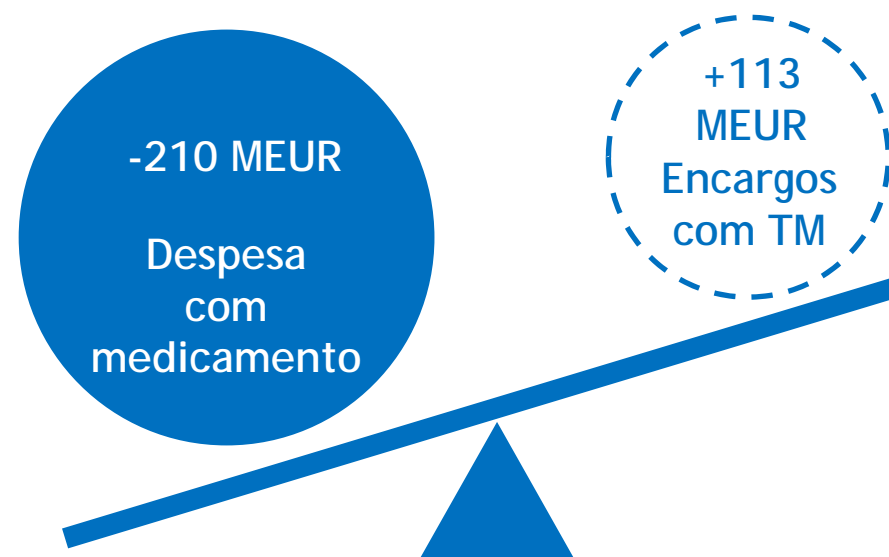 -210 MEUR
Despesa
com
medicamento
+113
MEUR
Encargos
com TM